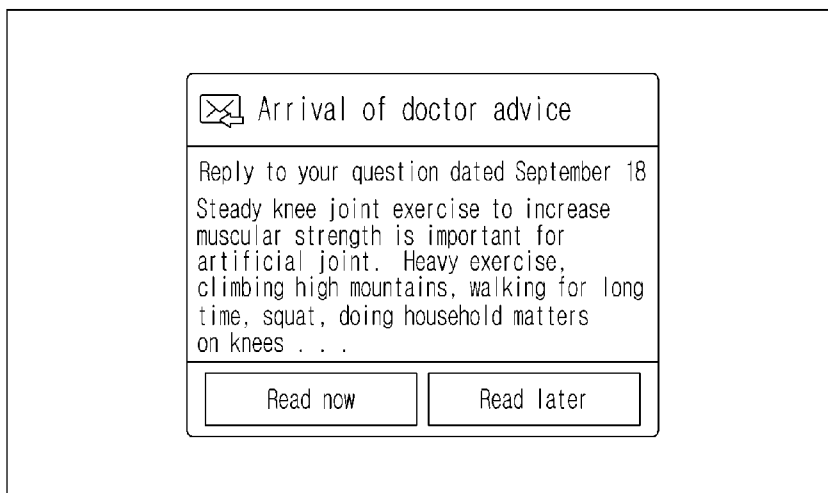 Arrival of doctor advice
Reply to your question dated September 18
Steady knee joint exercise to increase
muscular strength is important for
artificial joint. Heavy exercise,
climbing high mountains, walking for long
time, squat, doing household matters
on knees . . .
Read now
Read later